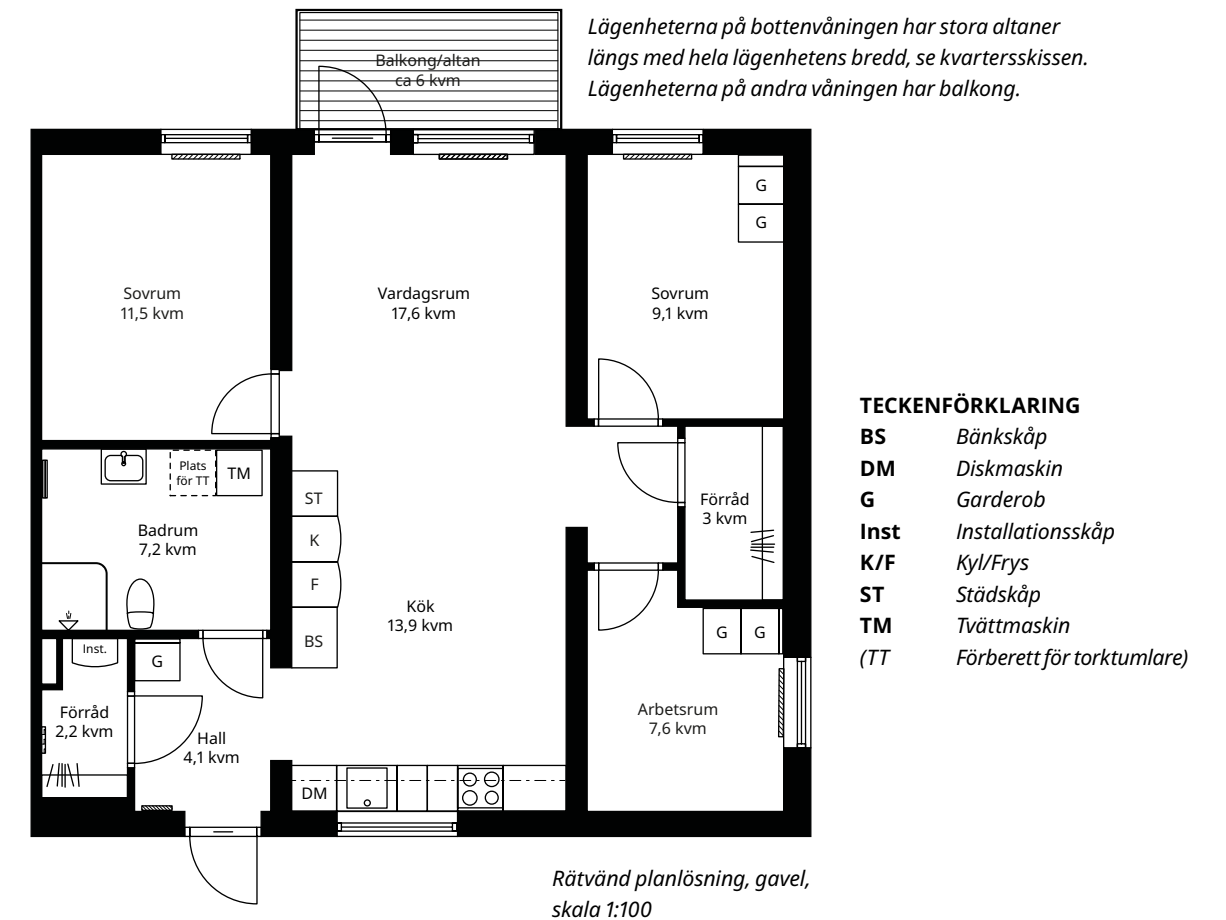 Lägenheterna på bottenvåningen har stora altaner
längs med hela lägenhetens bredd, se kvartersskissen.
Lägenheterna på andra våningen har balkong.
Balkong/altan
ca 6 kvm
G
G
Sovrum
11,5 kvm
Vardagsrum
17,6 kvm
Sovrum
9,1 kvm
TECKENFÖRKLARING
BS Bänkskåp
DM Diskmaskin
G Garderob
Inst Installationsskåp
K/F Kyl/Frys
ST Städskåp
TM Tvättmaskin
(TT Förberett för torktumlare)
Plats
för TT
TM
ST
Förråd
3 kvm
Badrum
7,2 kvm
K
F
Kök
13,9 kvm
BS
Inst.
G
G
G
Förråd
2,2 kvm
Hall
4,1 kvm
Arbetsrum
7,6 kvm
DM
Rätvänd planlösning, gavel,
skala 1:100